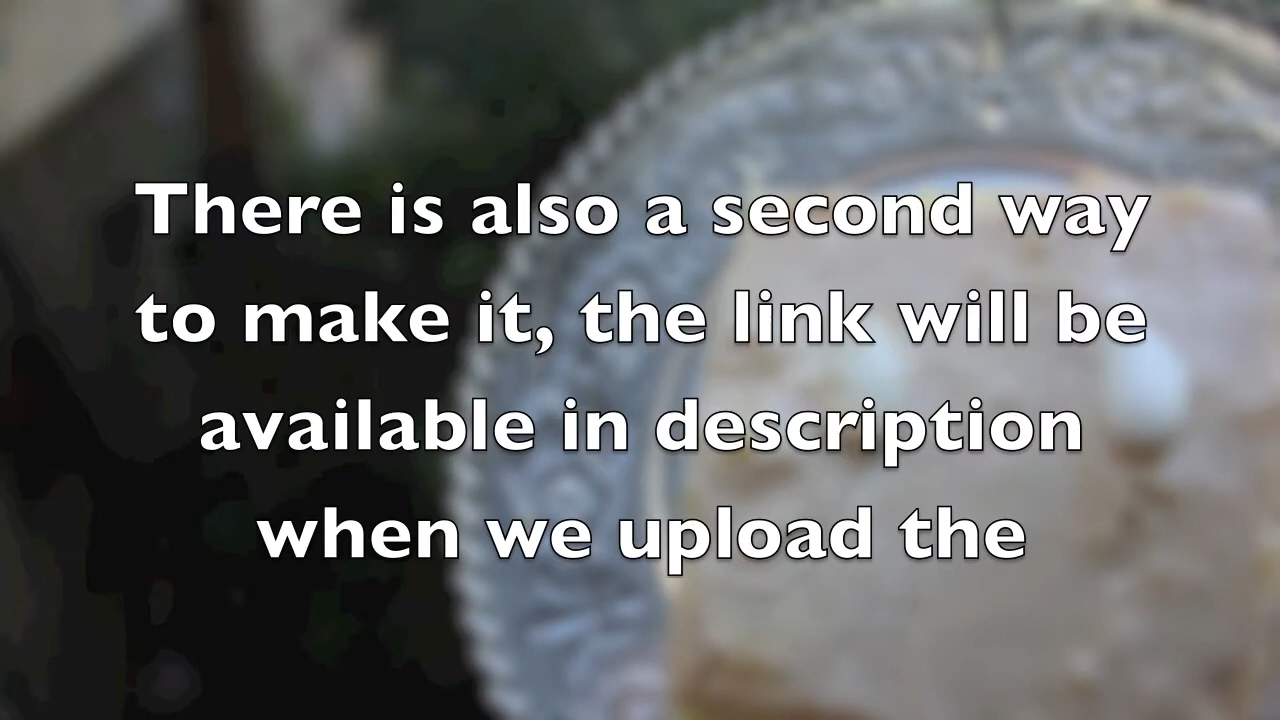 There is also a second way
to make it, the link will be
available in description
when we upload the